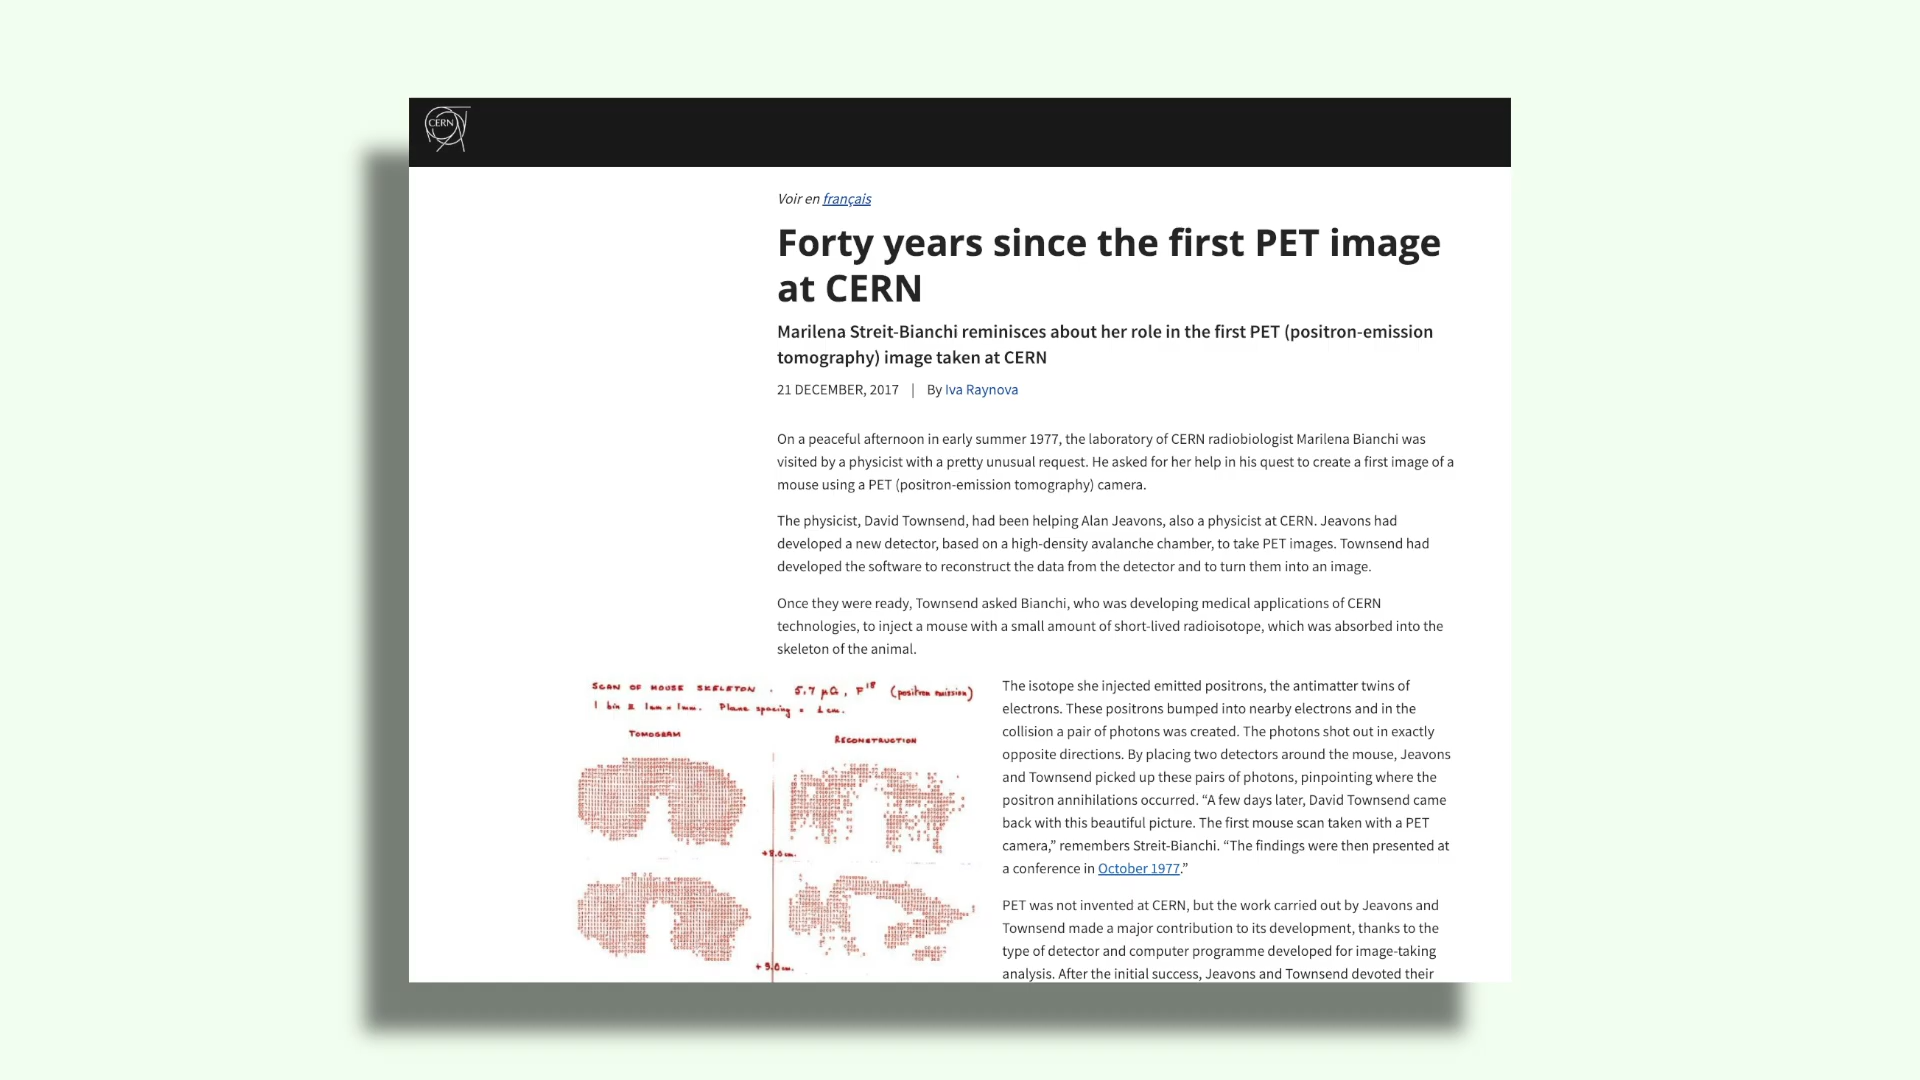 CERN
Voir en français
Forty years since the first PET image
at CERN
Marilena Streit-Bianchi reminisces about her role in the first PET (positron-emission
tomography) image taken at CERN
21 DECEMBER, 2017 | By Iva Raynova
On a peaceful afternoon in early summer 1977, the laboratory of CERN radiobiologist Marilena Bianchi was
visited by a physicist with a pretty unusual request. He asked for her help in his quest to create a first image of a
mouse using a PET (positron-emission tomography) camera.
The physicist, David Townsend, had been helping Alan Jeavons, also a physicist at CERN. Jeavons had
developed a new detector, based on a high-density avalanche chamber, to take PET images. Townsend had
developed the software to reconstruct the data from the detector and to turn them into an image.
Once they were ready, Townsend asked Bianchi, who was developing medical applications of CERN
technologies, to inject a mouse with a small amount of short-lived radioisotope, which was absorbed into the
skeleton of the animal.
SCAN OF MOUSE SKELETON . 5.7 μCi, F18 (positron emission)
1 bin ≡ 1mm × 1mm. Plane spacing = 1 cm.
TOMOGRAM
RECONSTRUCTION
+ 3.0 cm.
The isotope she injected emitted positrons, the antimatter twins of
electrons. These positrons bumped into nearby electrons and in the
collision a pair of photons was created. The photons shot out in exactly
opposite directions. By placing two detectors around the mouse, Jeavons
and Townsend picked up these pairs of photons, pinpointing where the
positron annihilations occurred. “A few days later, David Townsend came
back with this beautiful picture. The first mouse scan taken with a PET
camera,” remembers Streit-Bianchi. “The findings were then presented at
a conference in October 1977.”
PET was not invented at CERN, but the work carried out by Jeavons and
Townsend made a major contribution to its development, thanks to the
type of detector and computer programme developed for image-taking
analysis. After the initial success, Jeavons and Townsend devoted their